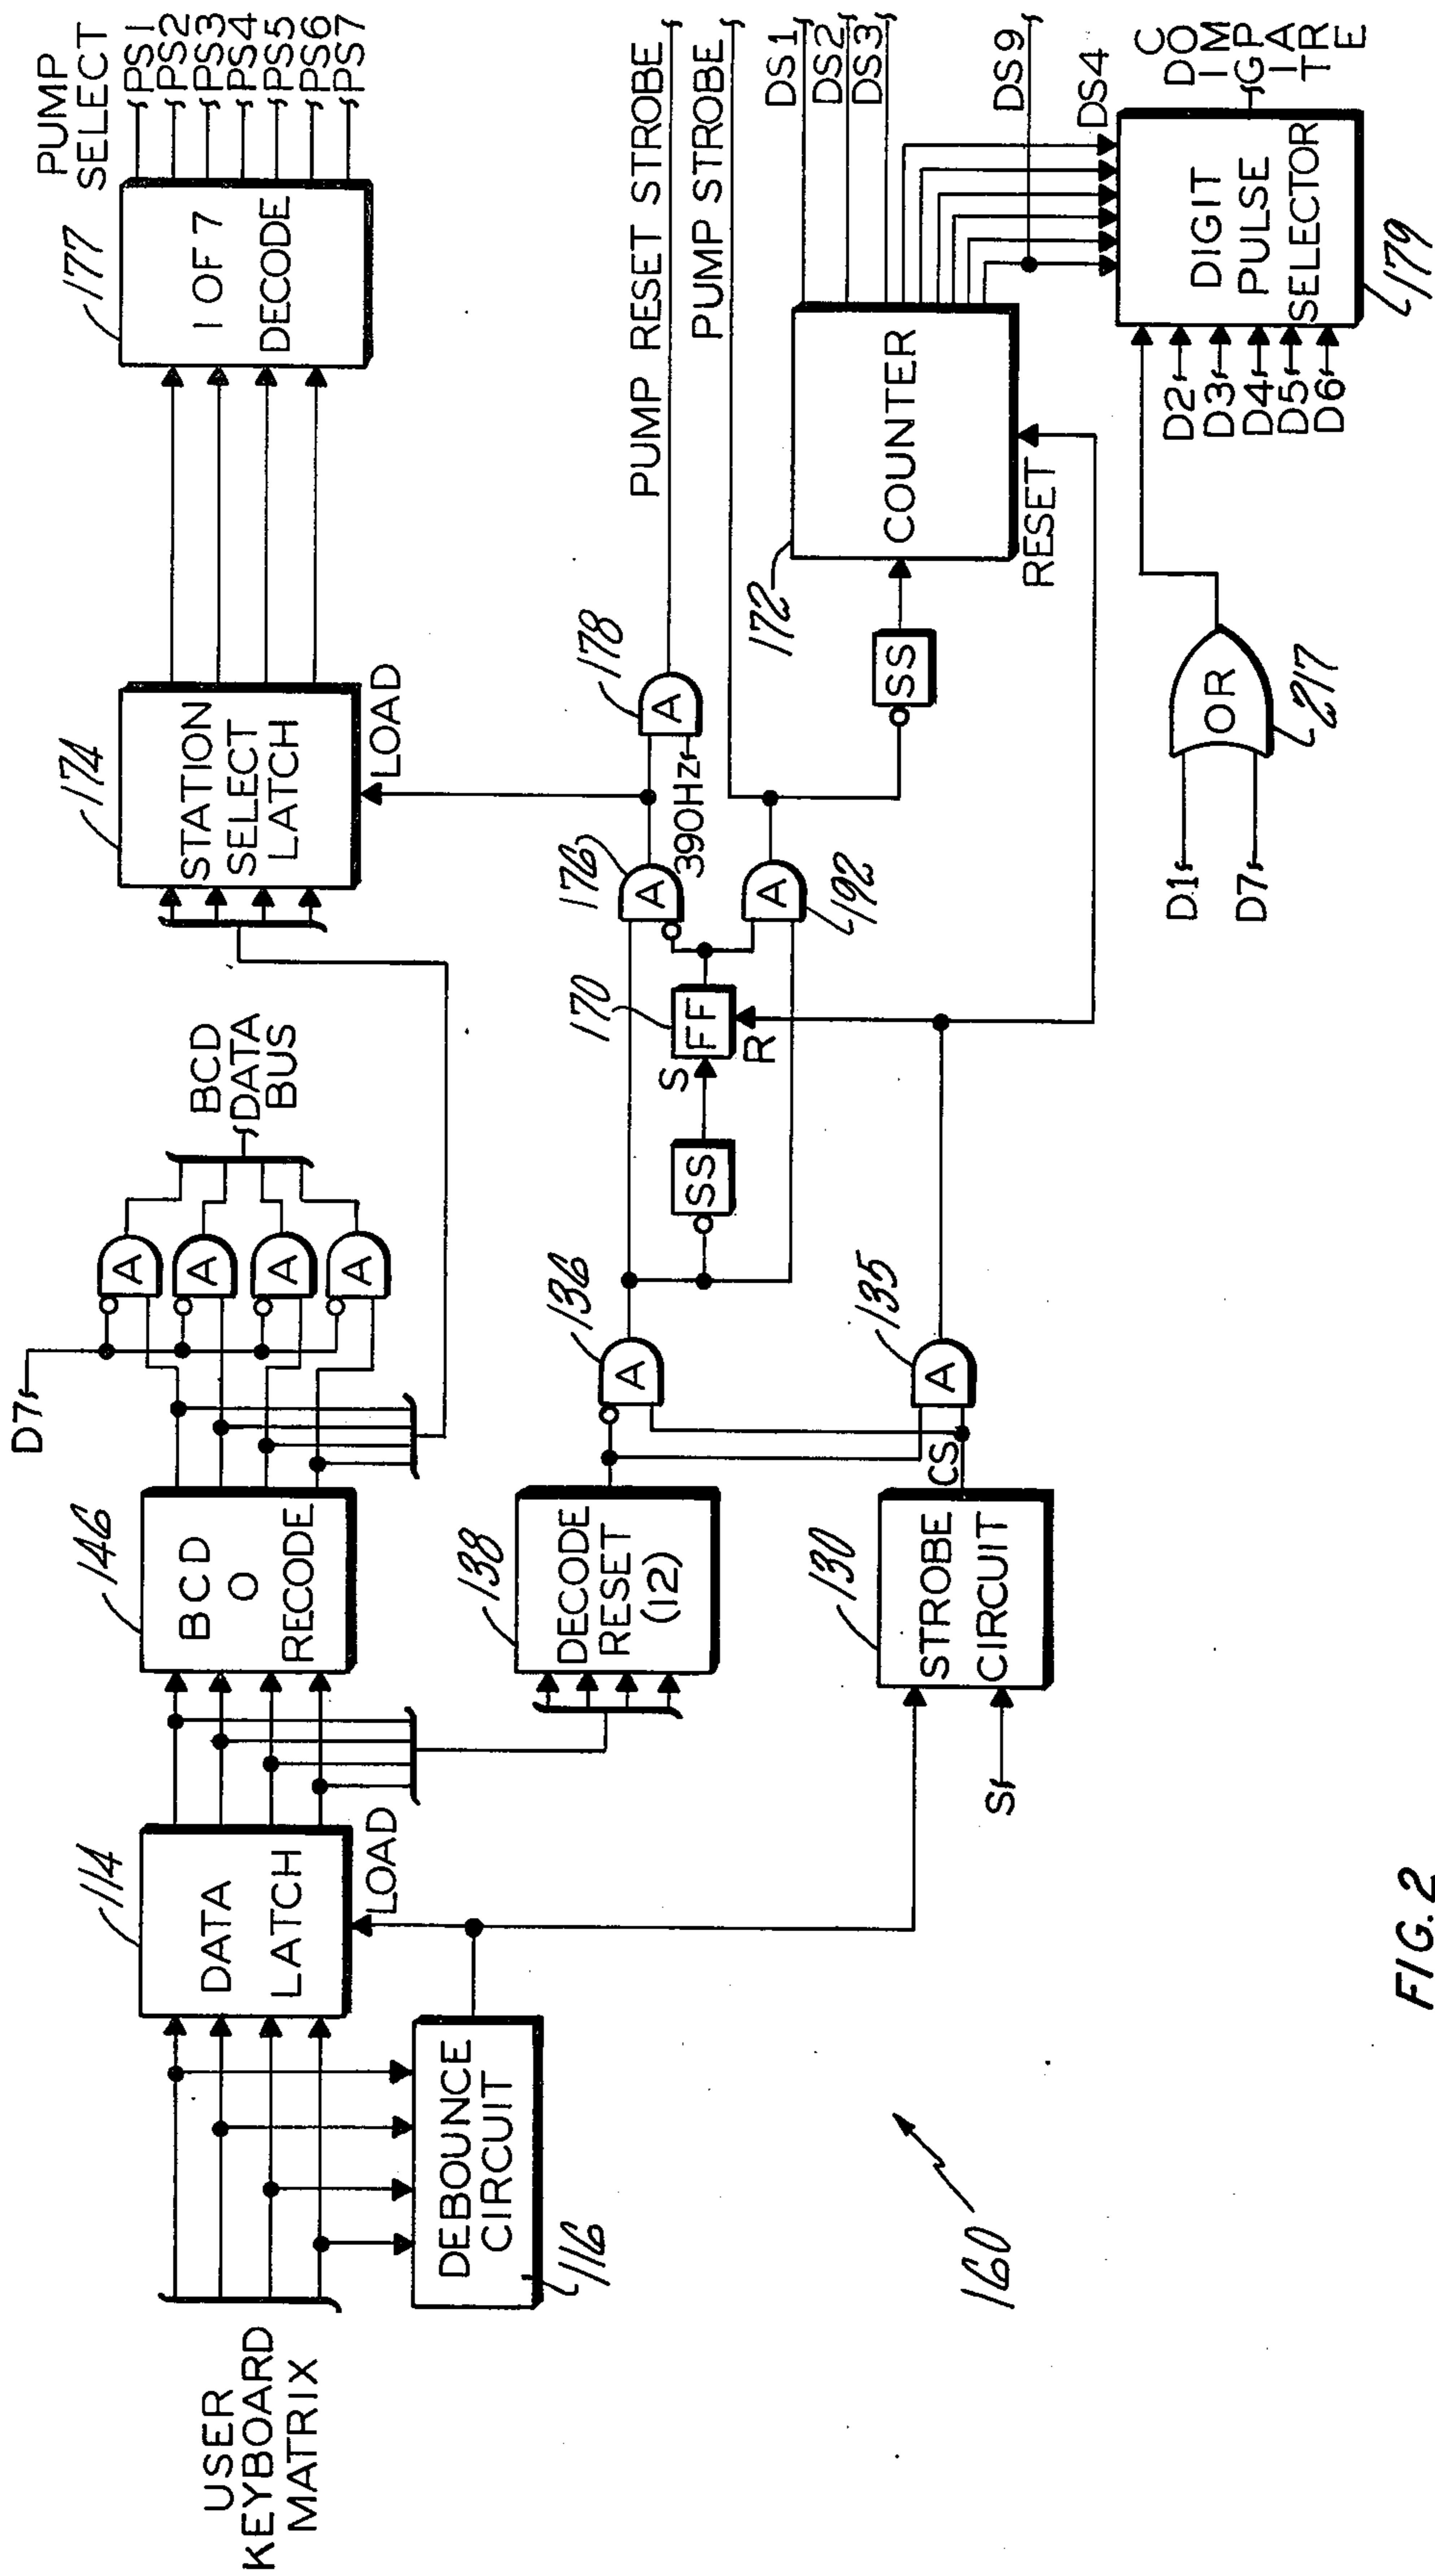 USER
KEYBOARD
MATRIX
114
DATA
LATCH
LOAD
DEBOUNCE
CIRCUIT
116
146
BCD
0
RECODE
D7
A
A
A
A
BCD
DATA
BUS
174
STATION
SELECT
LATCH
LOAD
177
1 OF 7
DECODE
PUMP
SELECT
PS1
PS2
PS3
PS4
PS5
PS6
PS7
138
DECODE
RESET
(12)
130
STROBE
CIRCUIT
S
CS
136
A
135
A
SS
S
170
FF
R
176
A
390Hz
178
A
192
A
PUMP RESET STROBE
PUMP STROBE
SS
172
COUNTER
RESET
DS1
DS2
DS3
DS9
DS4
D1
D7
OR
217
D2
D3
D4
D5
D6
DIGIT
PULSE
SELECTOR
179
DIGIT
COMPARE
160
FIG. 2